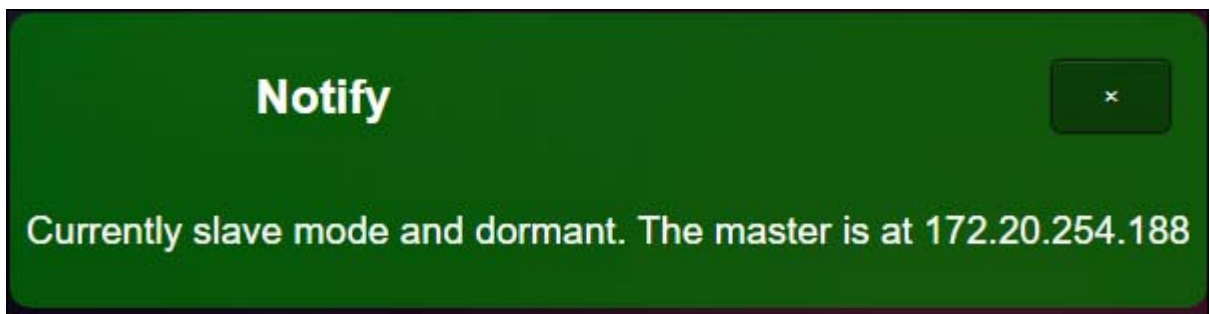 Notify
×
Currently slave mode and dormant. The master is at 172.20.254.188